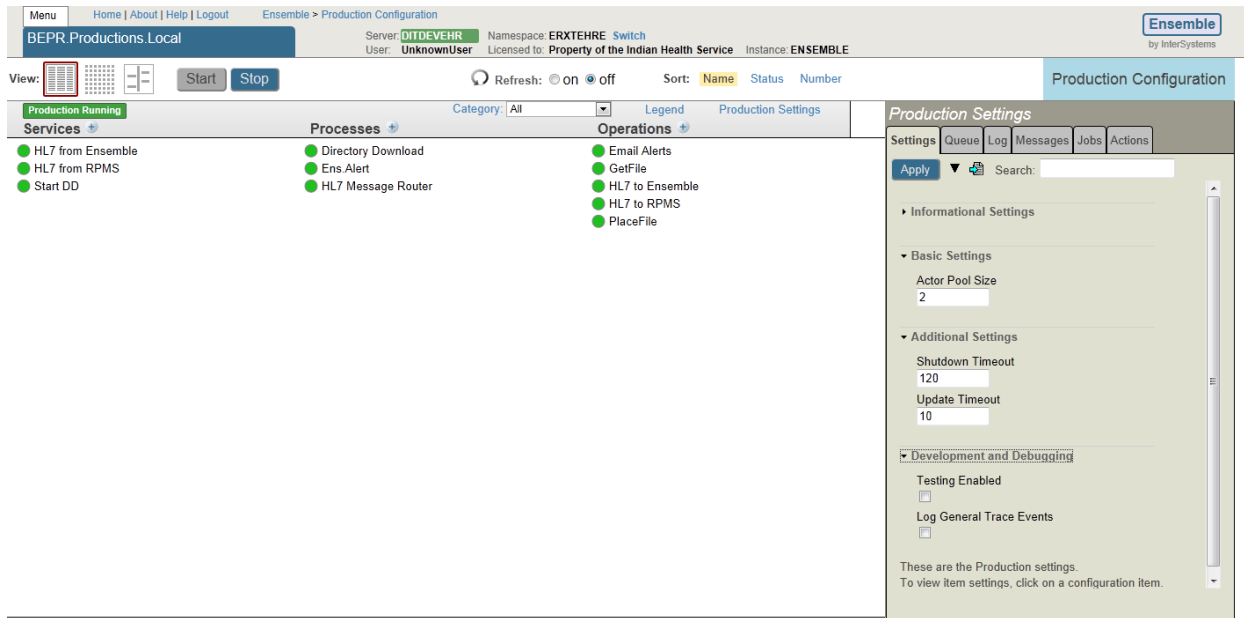 Menu Home | About | Help | Logout Ensemble > Production Configuration
BEPR.Productions.Local
Server: DITDEVEHR Namespace: ERXTEHRE Switch
User: UnknownUser Licensed to: Property of the Indian Health Service Instance: ENSEMBLE
Ensemble
by InterSystems
View: Start Stop Refresh: on off Sort: Name Status Number
Production Configuration
Production Running Category: All Legend Production Settings
Services Processes Operations
HL7 from Ensemble Directory Download Email Alerts
HL7 from RPMS Ens.Alert GetFile
Start DD HL7 Message Router HL7 to Ensemble
HL7 to RPMS
PlaceFile
Production Settings
Settings Queue Log Messages Jobs Actions
Apply Search:
Informational Settings
Basic Settings
Actor Pool Size
2
Additional Settings
Shutdown Timeout
120
Update Timeout
10
Development and Debugging
Testing Enabled
Log General Trace Events
These are the Production settings.
To view item settings, click on a configuration item.